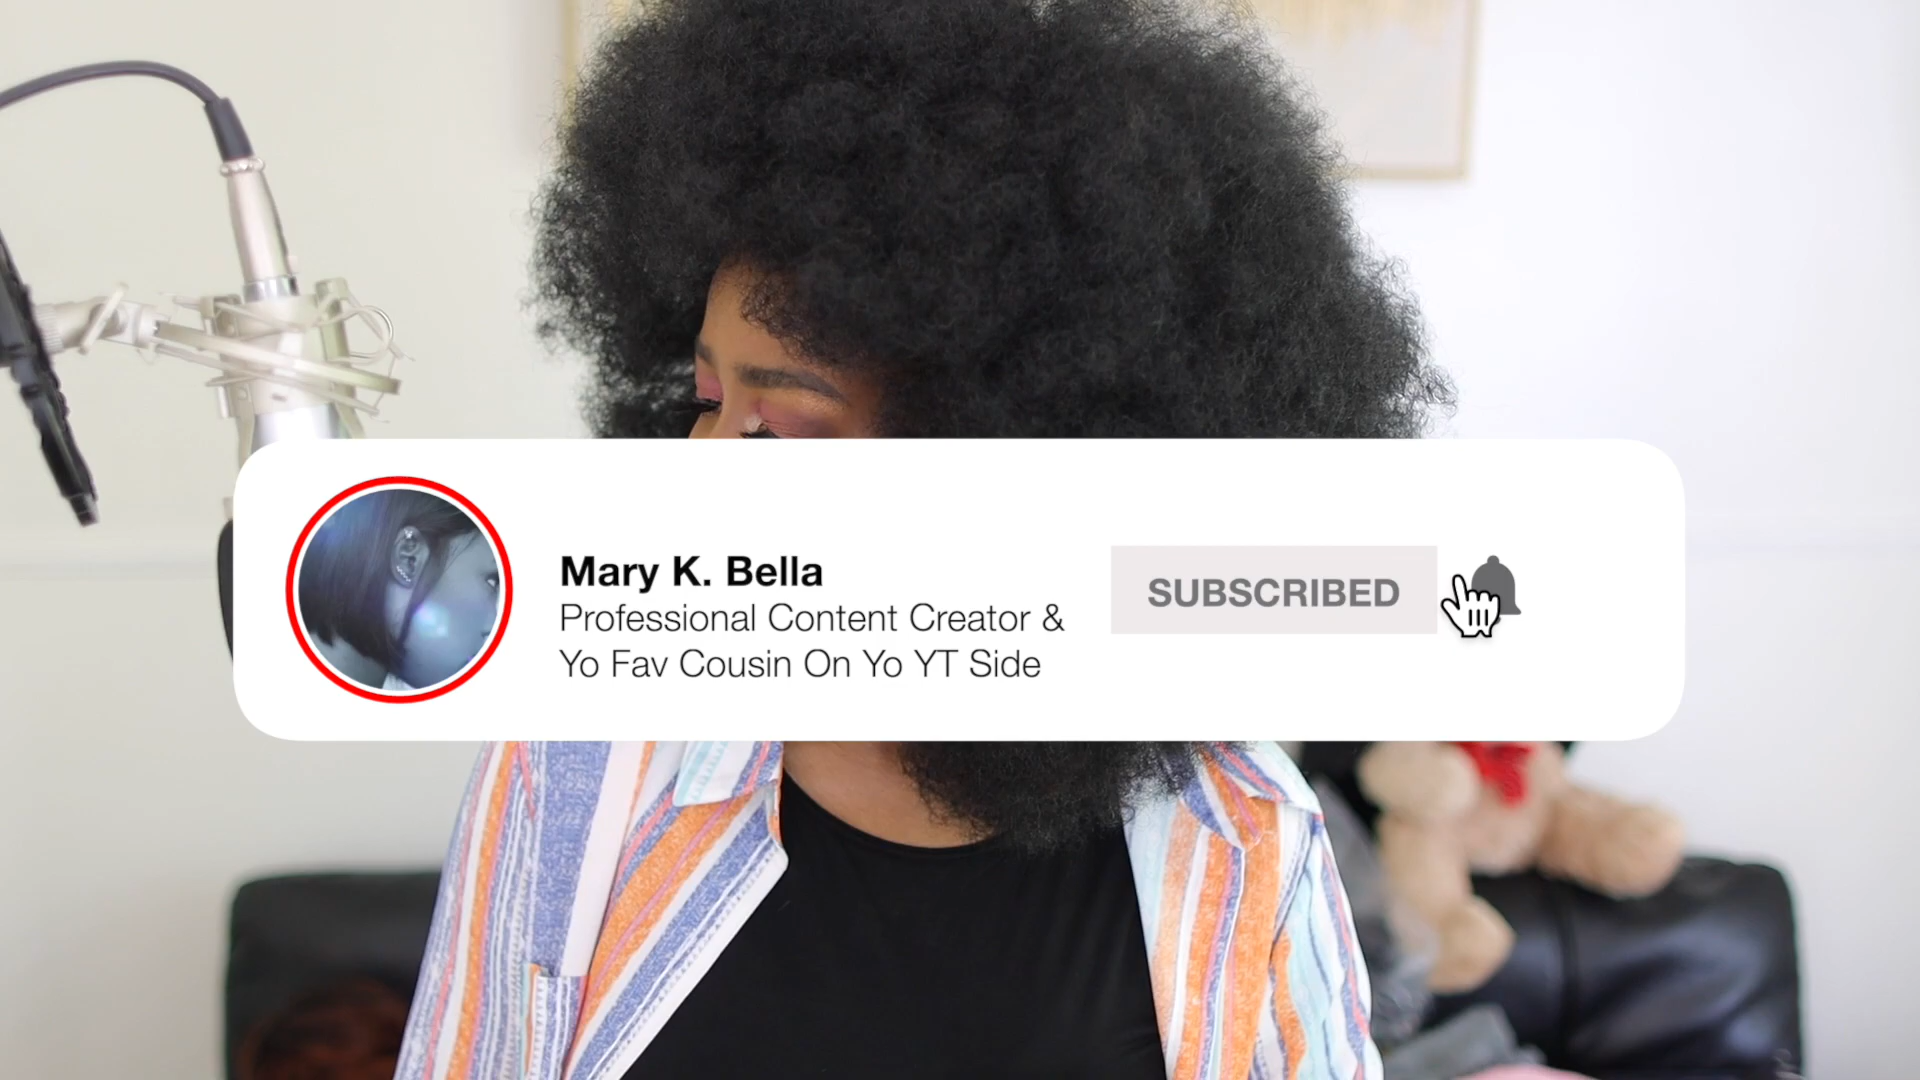 Mary K. Bella
Professional Content Creator &
Yo Fav Cousin On Yo YT Side
SUBSCRIBED